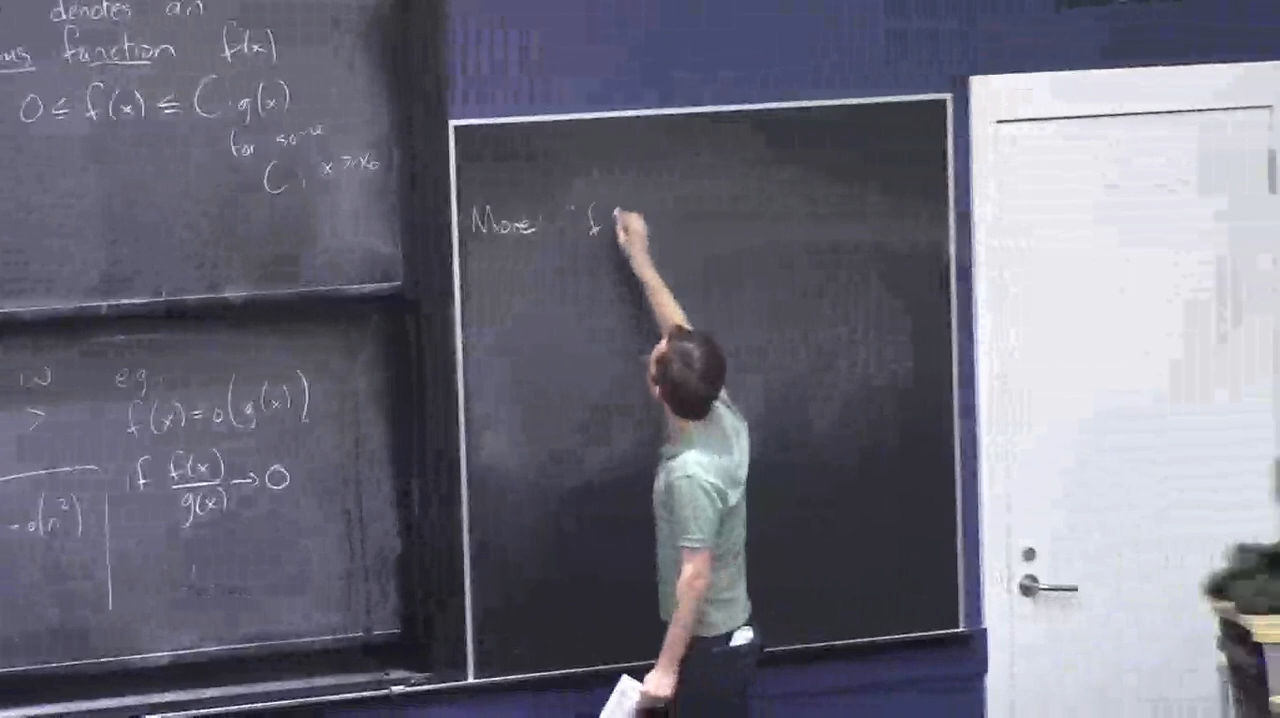 denotes an
function f(x)
0 ≤ f(x) ≤ C·g(x)
for some
C, x≥x₀
eg.
>
f(x)=o(g(x))
if f(x)/g(x) → 0
-o(n²)
More "f